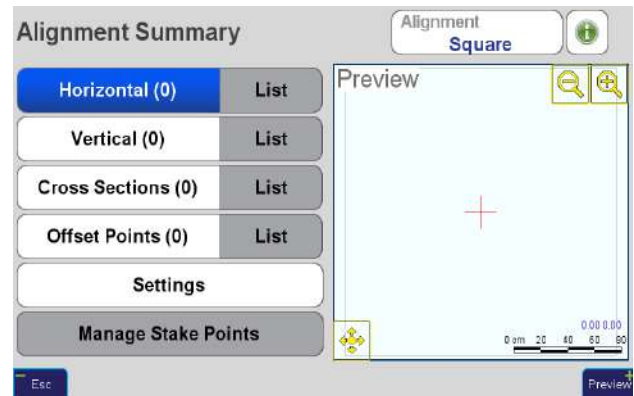 Alignment Summary
Alignment
Square
Horizontal (0) List
Vertical (0) List
Cross Sections (0) List
Offset Points (0) List
Settings
Manage Stake Points
Preview
0.00 0.00
0 cm 20 40 60 80
Esc
Preview